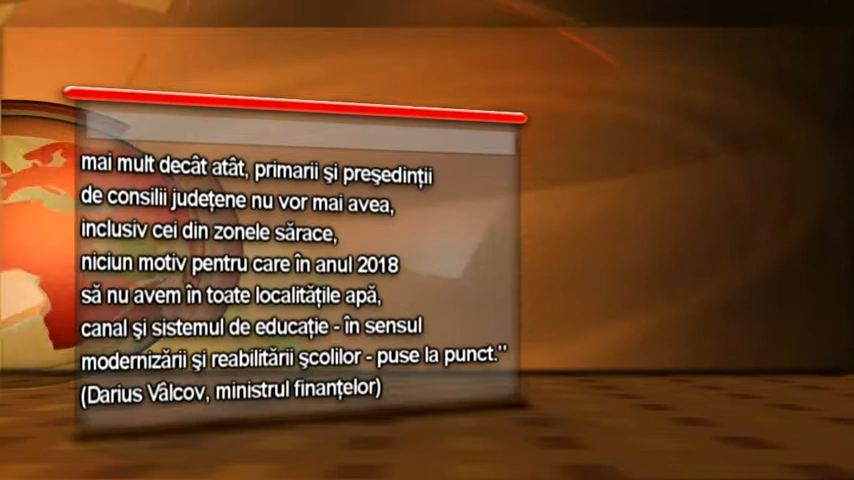 mai mult decât atât, primarii şi preşedinţii
de consilii judeţene nu vor mai avea,
inclusiv cei din zonele sărace,
niciun motiv pentru care în anul 2018
să nu avem în toate localităţile apă,
canal şi sistemul de educaţie - în sensul
modernizării şi reabilitării şcolilor - puse la punct."
(Darius Vâlcov, ministrul finanţelor)